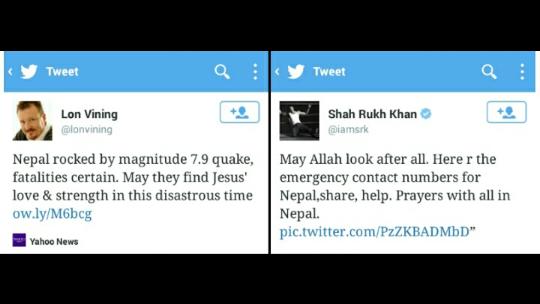 Tweet
Lon Vining
@lonvining
Nepal rocked by magnitude 7.9 quake,
fatalities certain. May they find Jesus'
love & strength in this disastrous time
ow.ly/M6bcg
Yahoo News
Tweet
Shah Rukh Khan
@iamsrk
May Allah look after all. Here r the
emergency contact numbers for
Nepal,share, help. Prayers with all in
Nepal.
pic.twitter.com/PzZKBADMbD”